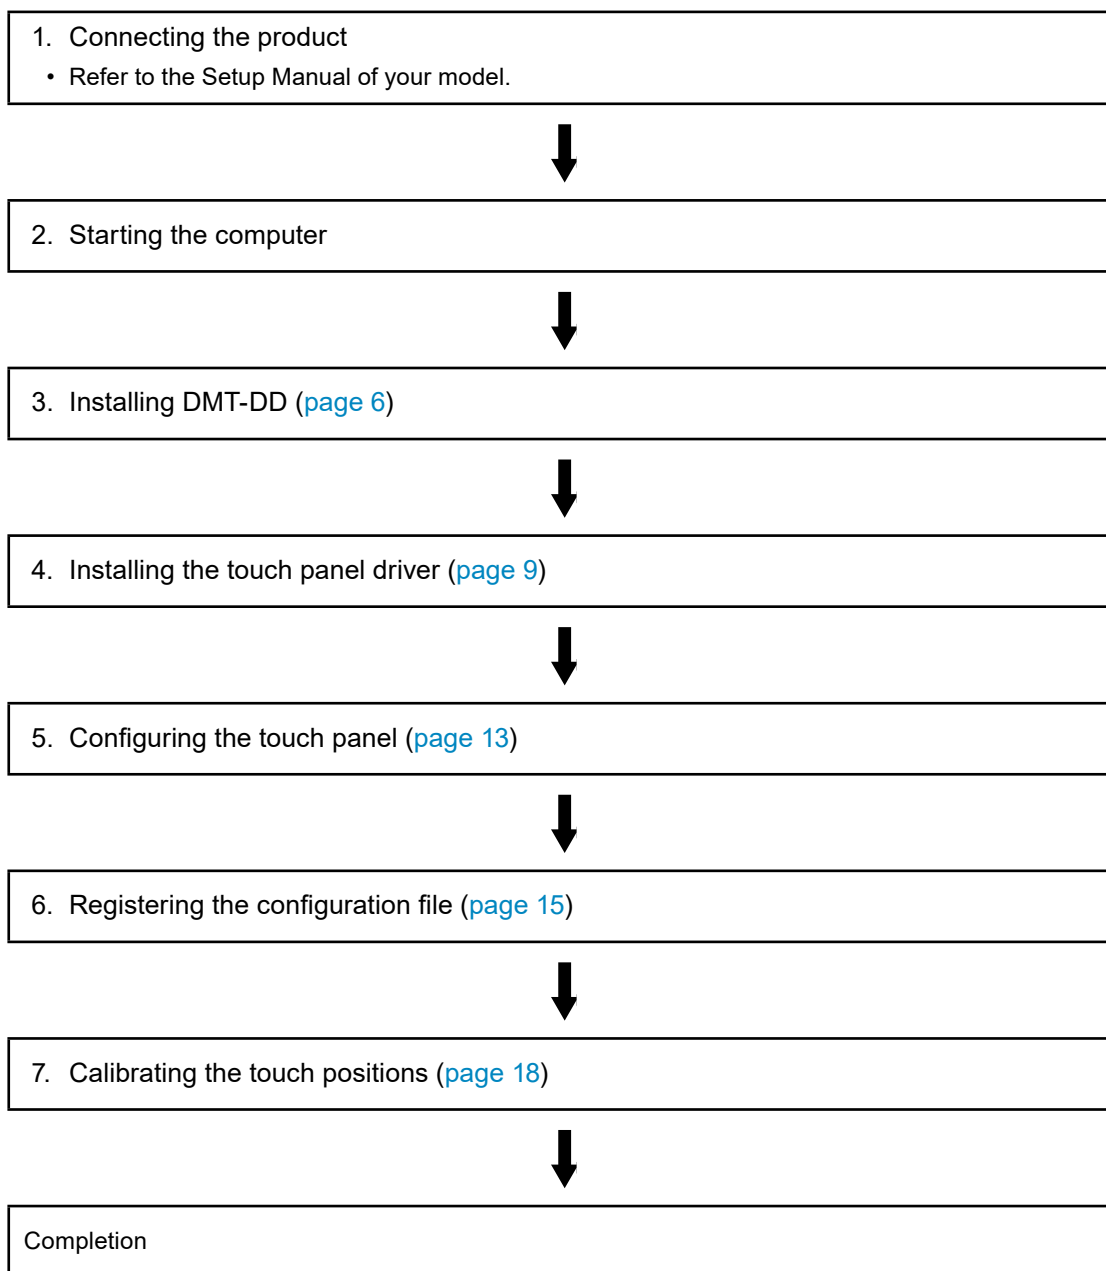 1. Connecting the product
• Refer to the Setup Manual of your model.
2. Starting the computer
3. Installing DMT-DD (page 6)
4. Installing the touch panel driver (page 9)
5. Configuring the touch panel (page 13)
6. Registering the configuration file (page 15)
7. Calibrating the touch positions (page 18)
Completion